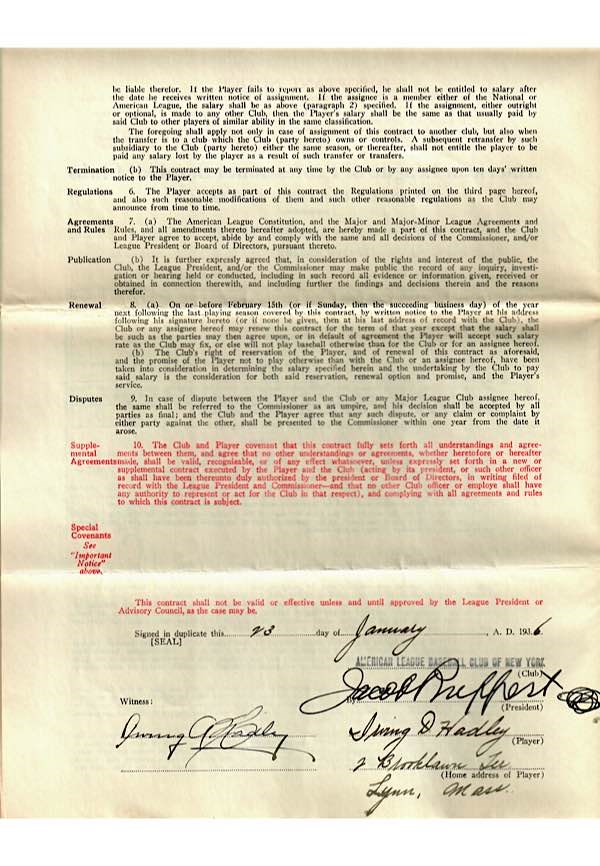 be liable therefor. If the Player fails to report as above specified, he shall not be entitled to salary after
the date he receives written notice of assignment. If the assignee is a member either of the National or
American League, the salary shall be as above (paragraph 2) specified. If the assignment, either outright
or optional, is made to any other Club, then the Player's salary shall be the same as that usually paid by
said Club to other players of similar ability in the same classification.
The foregoing shall apply not only in case of assignment of this contract to another club, but also when
the transfer is to a club which the Club (party hereto) owns or controls. A subsequent retransfer by such
subsidiary to the Club (party hereto) either same season, or thereafter, shall not entitle the player to be
paid any salary lost by the player as a result of such transfer or transfers.
Termination (b) This contract may be terminated at any time by the Club or by any assignee upon ten days' written
notice to the Player.
Regulations 6. The Player accepts as part of this contract the Regulations printed on the third page hereof,
and also such reasonable modifications of them and such other reasonable regulations as the Club may
announce from time to time.
Agreements 7. (a) The American League Constitution, and the Major and Major-Minor League Agreements and
and Rules Rules, and all amendments thereto hereafter adopted, are hereby made a part of this contract, and the Club
and Player agree to accept, abide by and comply with the same and all decisions of the Commissioner, and/or
League President or Board of Directors, pursuant thereto.
Publication (b) It is further expressly agreed that, in consideration of the rights and interest of the public, the
Club, the League President, and/or the Commissioner may make public the record of any inquiry, investi-
gation or hearing held or conducted, including in such record all evidence or information given, received or
obtained in connection therewith, and including further the findings and decisions therein and the reasons
therefor.
Renewal 8. (a) On or before February 15th (or if Sunday, then the succeeding business day) of the year
next following the last playing season covered by this contract, by written notice to the Player at his address
following his signature hereto (or if none be given, then at his last address of record with the Club), the
Club or any assignee hereof may renew this contract for the term of that year except that the salary shall
be such as the parties may then agree upon, or in default of agreement the Player will accept such salary
rate as the Club may fix, or else will not play baseball otherwise than for the Club or for an assignee hereof.
(b) The Club's right of reservation of the Player, and of renewal of this contract as aforesaid,
and the promise of the Player not to play otherwise than with the Club or an assignee hereof, have been
taken into consideration in determining the salary specified herein and the undertaking by the Club to pay
said salary is the consideration for both said reservation, renewal option and promise, and the Player's
service.
Disputes 9. In case of dispute between the Player and the Club or any Major League Club assignee hereof,
the same shall be referred to the Commissioner as an umpire, and his decision shall be accepted by all
parties as final; and the Club and the Player agree that any such dispute, or any claim or complaint by
either party against the other, shall be presented to the Commissioner within one year from the date it
arose.
Supple- 10. The Club and Player covenant that this contract fully sets forth all understandings and agree-
mental ments between them, and agree that no other understandings or agreements, whether heretofore or hereafter
Agreements made, shall be valid, recognizable, or of any effect whatsoever, unless expressly set forth in a new or
supplemental contract executed by the Player and the Club (acting by its president, or such other officer
as shall have been thereunto duly authorized by the president or Board of Directors, in writing filed of
record with the League President and Commissioner—and that no other Club officer or employe shall have
any authority to represent or act for the Club in that respect), and complying with all agreements and rules
to which this contract is subject.
Special
Covenants
See
"Important
Notice"
above.
This contract shall not be valid or effective unless and until approved by the League President or
Advisory Council, as the case may be.
Signed in duplicate this 23 day of January, A. D. 1936.
[SEAL]
AMERICAN LEAGUE BASEBALL CLUB OF NEW YORK
(Club)
Witness: By Jacob Ruppert
(President)
Irving D Hadley
(Player)
2 Brooklawn Ter
(Home address of Player)
Lynn, Mass.